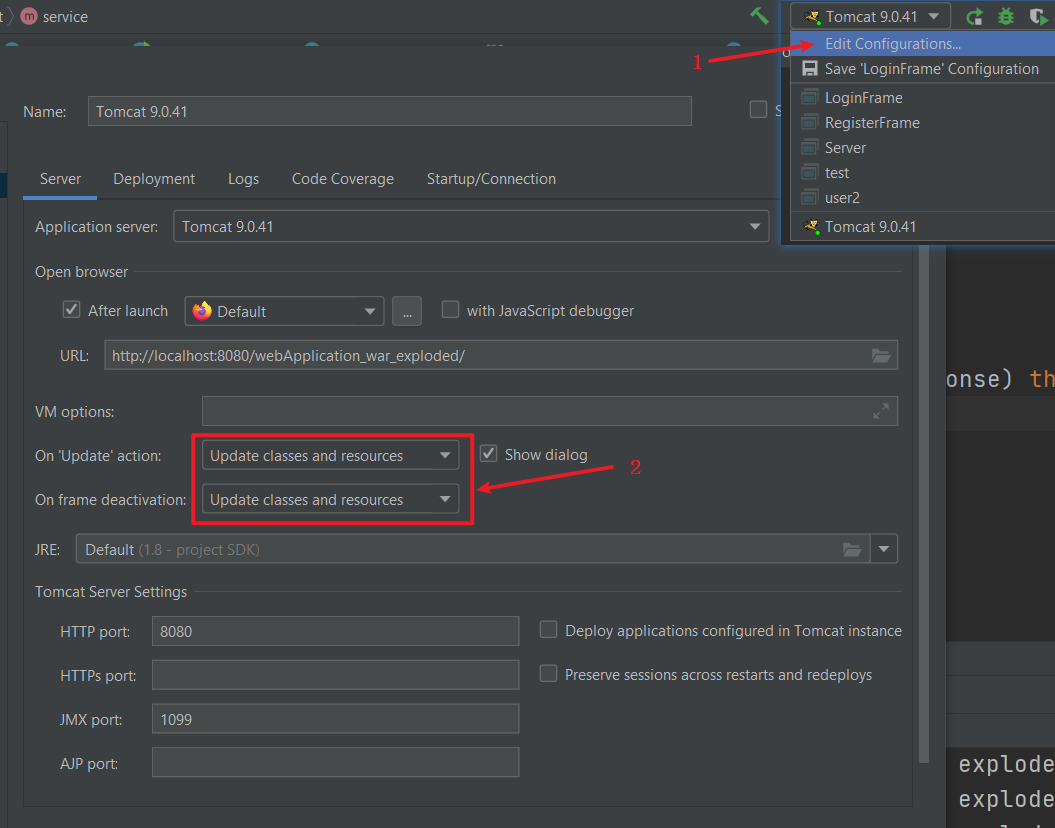 service
Tomcat 9.0.41
1
Edit Configurations...
Save 'LoginFrame' Configuration
LoginFrame
RegisterFrame
Server
test
user2
Tomcat 9.0.41
Name: Tomcat 9.0.41
Server Deployment Logs Code Coverage Startup/Connection
Application server: Tomcat 9.0.41
Open browser
After launch Default ... with JavaScript debugger
URL: http://localhost:8080/webApplication_war_exploded/
onse) th
VM options:
On 'Update' action: Update classes and resources Show dialog
2
On frame deactivation: Update classes and resources
JRE: Default (1.8 - project SDK)
Tomcat Server Settings
HTTP port: 8080 Deploy applications configured in Tomcat instance
HTTPs port: Preserve sessions across restarts and redeploys
JMX port: 1099
AJP port:
explode
explode